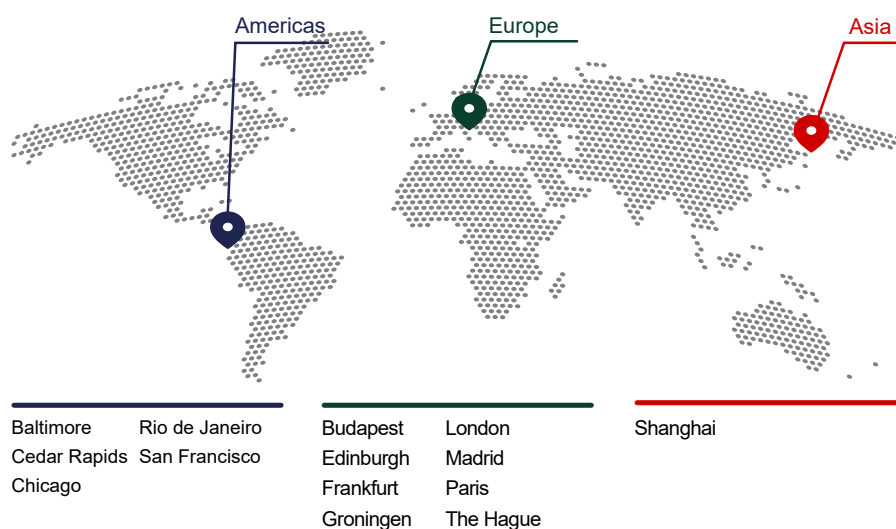 Americas
Europe
Asia
Baltimore
Cedar Rapids
Chicago
Rio de Janeiro
San Francisco
Budapest
Edinburgh
Frankfurt
Groningen
London
Madrid
Paris
The Hague
Shanghai